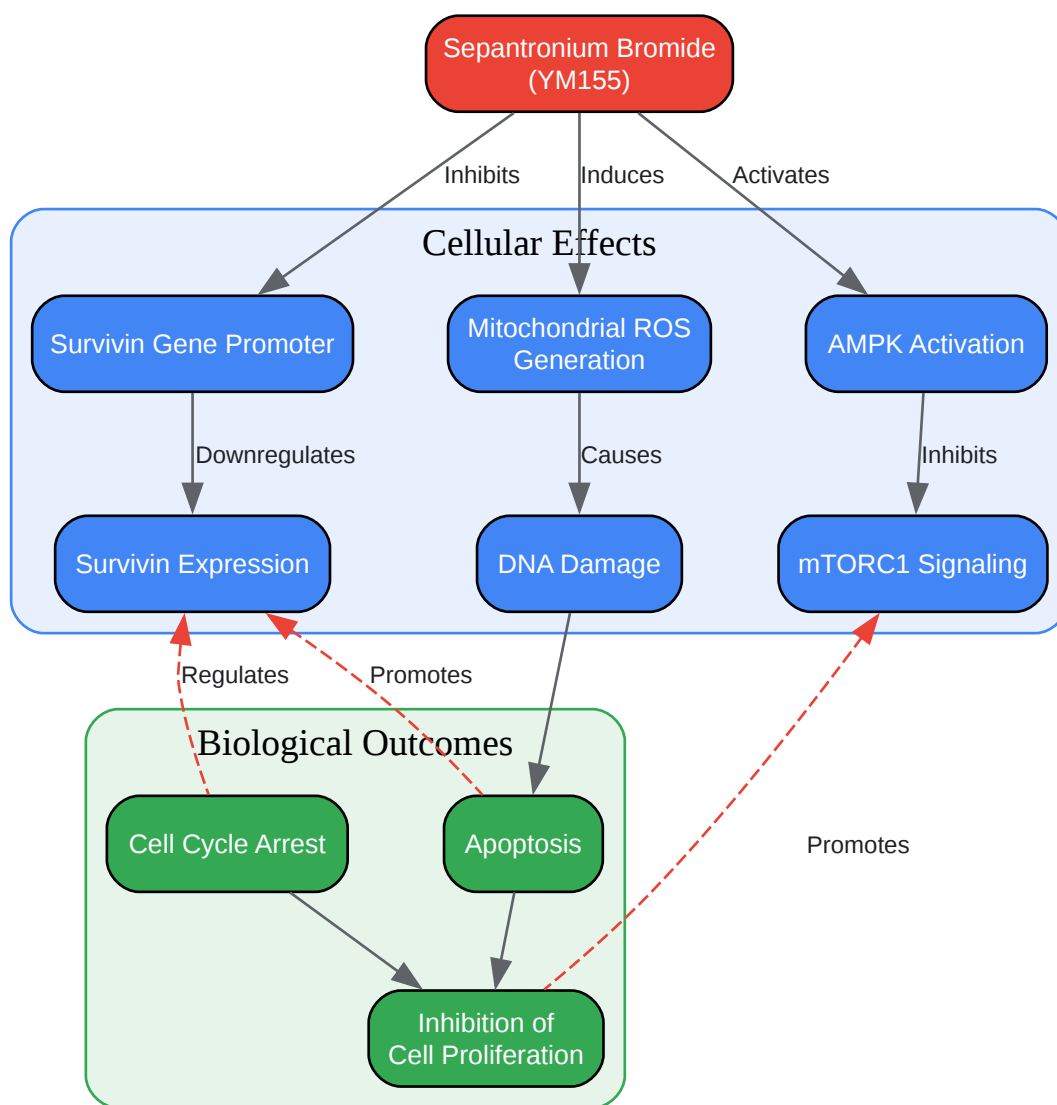 Sepantronium Bromide
(YM155)
Inhibits
Induces
Activates
Cellular Effects
Survivin Gene Promoter
Mitochondrial ROS
Generation
AMPK Activation
Downregulates
Causes
Inhibits
Survivin Expression
DNA Damage
mTORC1 Signaling
Regulates
Promotes
Biological Outcomes
Cell Cycle Arrest
Apoptosis
Promotes
Inhibition of
Cell Proliferation